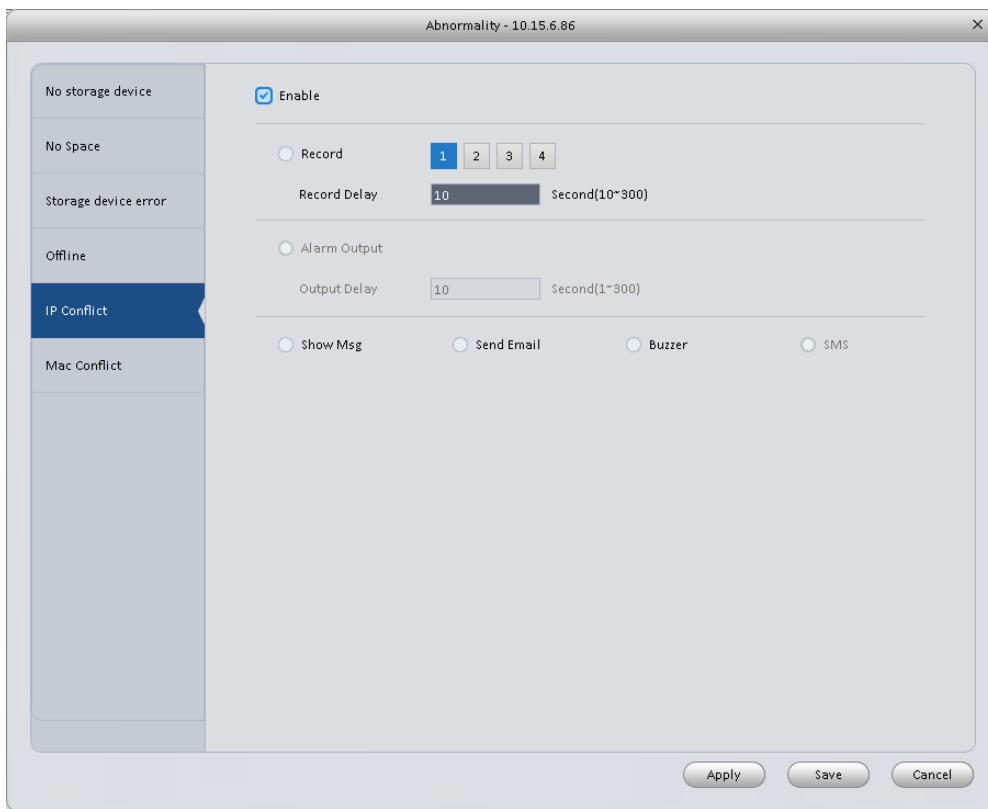 Abnormality - 10.15.6.86
No storage device
No Space
Storage device error
Offline
IP Conflict
Mac Conflict
Enable
Record 1 2 3 4
Record Delay 10 Second(10~300)
Alarm Output
Output Delay 10 Second(1~300)
Show Msg Send Email Buzzer SMS
Apply Save Cancel